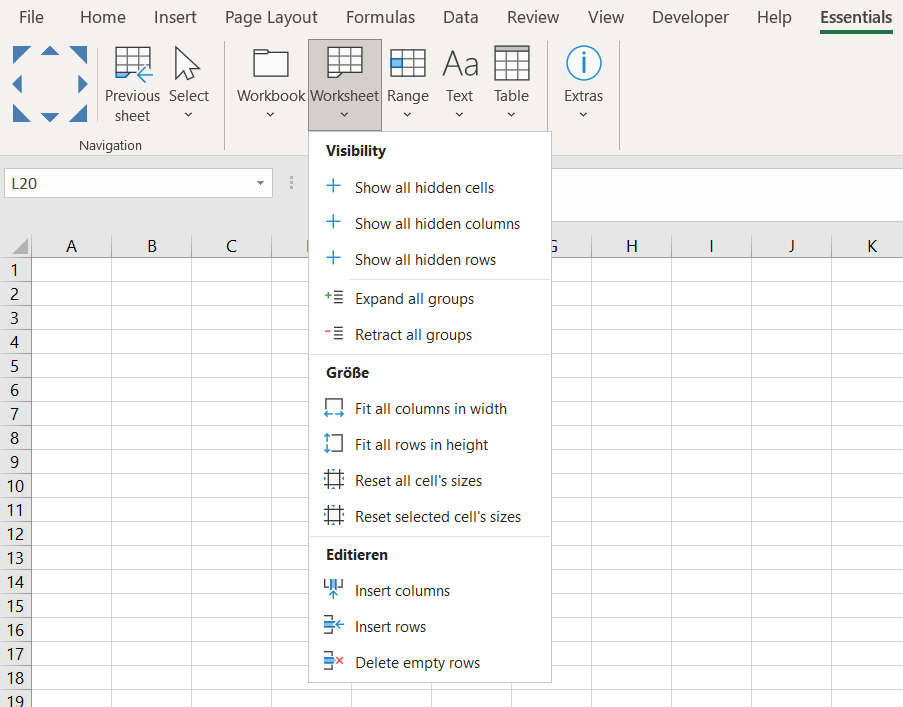 File Home Insert Page Layout Formulas Data Review View Developer Help Essentials
Previous sheet
Select
Workbook
Worksheet
Range
Text
Table
Extras
Aa
i
Navigation
L20
Visibility
Show all hidden cells
Show all hidden columns
Show all hidden rows
Expand all groups
Retract all groups
Größe
Fit all columns in width
Fit all rows in height
Reset all cell's sizes
Reset selected cell's sizes
Editieren
Insert columns
Insert rows
Delete empty rows
A B C G H I J K
1
2
3
4
5
6
7
8
9
10
11
12
13
14
15
16
17
18
19